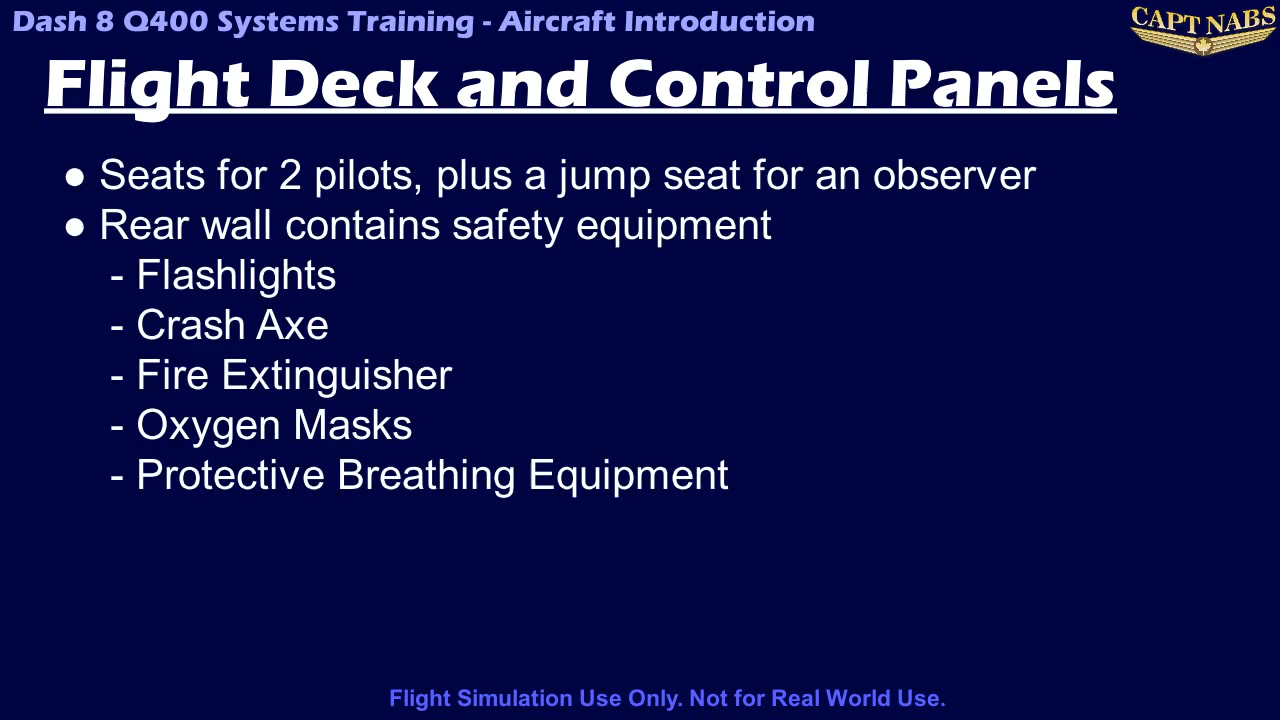 Dash 8 Q400 Systems Training - Aircraft Introduction
CAPT NABS
Flight Deck and Control Panels
● Seats for 2 pilots, plus a jump seat for an observer
● Rear wall contains safety equipment
- Flashlights
- Crash Axe
- Fire Extinguisher
- Oxygen Masks
- Protective Breathing Equipment
Flight Simulation Use Only. Not for Real World Use.